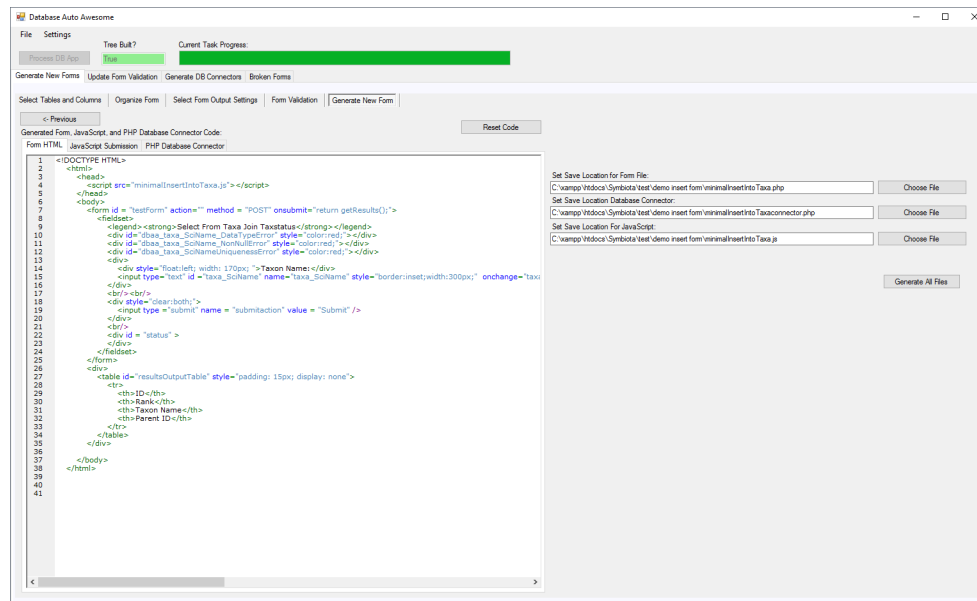 Database Auto Awesome
File Settings
Tree Built? Current Task Progress:
Process DB App True
Generate New Forms Update Form Validation Generate DB Connectors Broken Forms
Select Tables and Columns Organize Form Select Form Output Settings Form Validation Generate New Form
<- Previous
Reset Code
Generated Form, JavaScript, and PHP Database Connector Code:
Form HTML JavaScript Submission PHP Database Connector
1 <!DOCTYPE HTML>
2 <html>
3 <head>
4 <script src="minimalInsertIntoTaxa.js"></script>
5 </head>
6 <body>
7 <form id = "testForm" action="" method = "POST" onsubmit="return getResults();">
8 <fieldset>
9 <legend><strong>Select From Taxa Join Taxstatus</strong></legend>
10 <div id="dbaa_taxa_SciName_DataTypeError" style="color:red;"></div>
11 <div id="dbaa_taxa_SciName_NonNullError" style="color:red;"></div>
12 <div id="dbaa_taxa_SciNameUniquenessError" style="color:red;"></div>
13 <div>
14 <div style="float:left; width: 170px; ">Taxon Name:</div>
15 <input type="text" id ="taxa_SciName" name="taxa_SciName" style="border:inset;width:300px;" onchange="taxa
16 </div>
17 <br/><br/>
18 <div style="clear:both;">
19 <input type ="submit" name = "submitaction" value = "Submit" />
20 </div>
21 <br/>
22 <div id = "status" >
23 </div>
24 </fieldset>
25 </form>
26 <div>
27 <table id="resultsOutputTable" style="padding: 15px; display: none">
28 <tr>
29 <th>ID</th>
30 <th>Rank</th>
31 <th>Taxon Name</th>
32 <th>Parent ID</th>
33 </tr>
34 </table>
35 </div>
36
37 </body>
38 </html>
39
40
41
Set Save Location for Form File:
C:\xampp\htdocs\Symbiota\test\demo insert form\minimalInsertIntoTaxa.php Choose File
Set Save Location Database Connector:
C:\xampp\htdocs\Symbiota\test\demo insert form\minimalInsertIntoTaxaconnector.php Choose File
Set Save Location For JavaScript:
C:\xampp\htdocs\Symbiota\test\demo insert form\minimalInsertIntoTaxa.js Choose File
Generate All Files